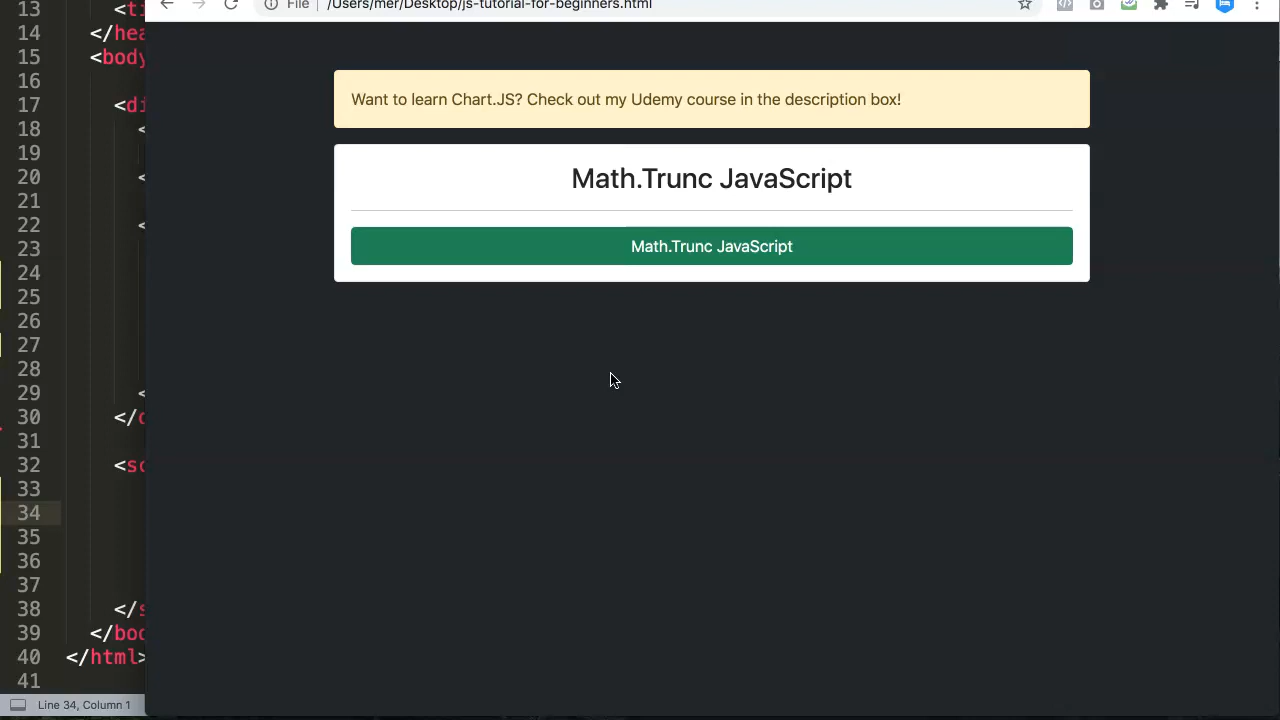 File
/Users/mer/Desktop/js-tutorial-for-beginners.html
13 <ti
14 </hea
15 <body
16
17 <di
18 <
19
20 <
21
22 <
23
24
25
26
27
28
29 <
30 </d
31
32 <sc
33
34
35
36
37
38 </s
39 </bod
40 </html>
41
Line 34, Column 1
Want to learn Chart.JS? Check out my Udemy course in the description box!
Math.Trunc JavaScript
Math.Trunc JavaScript